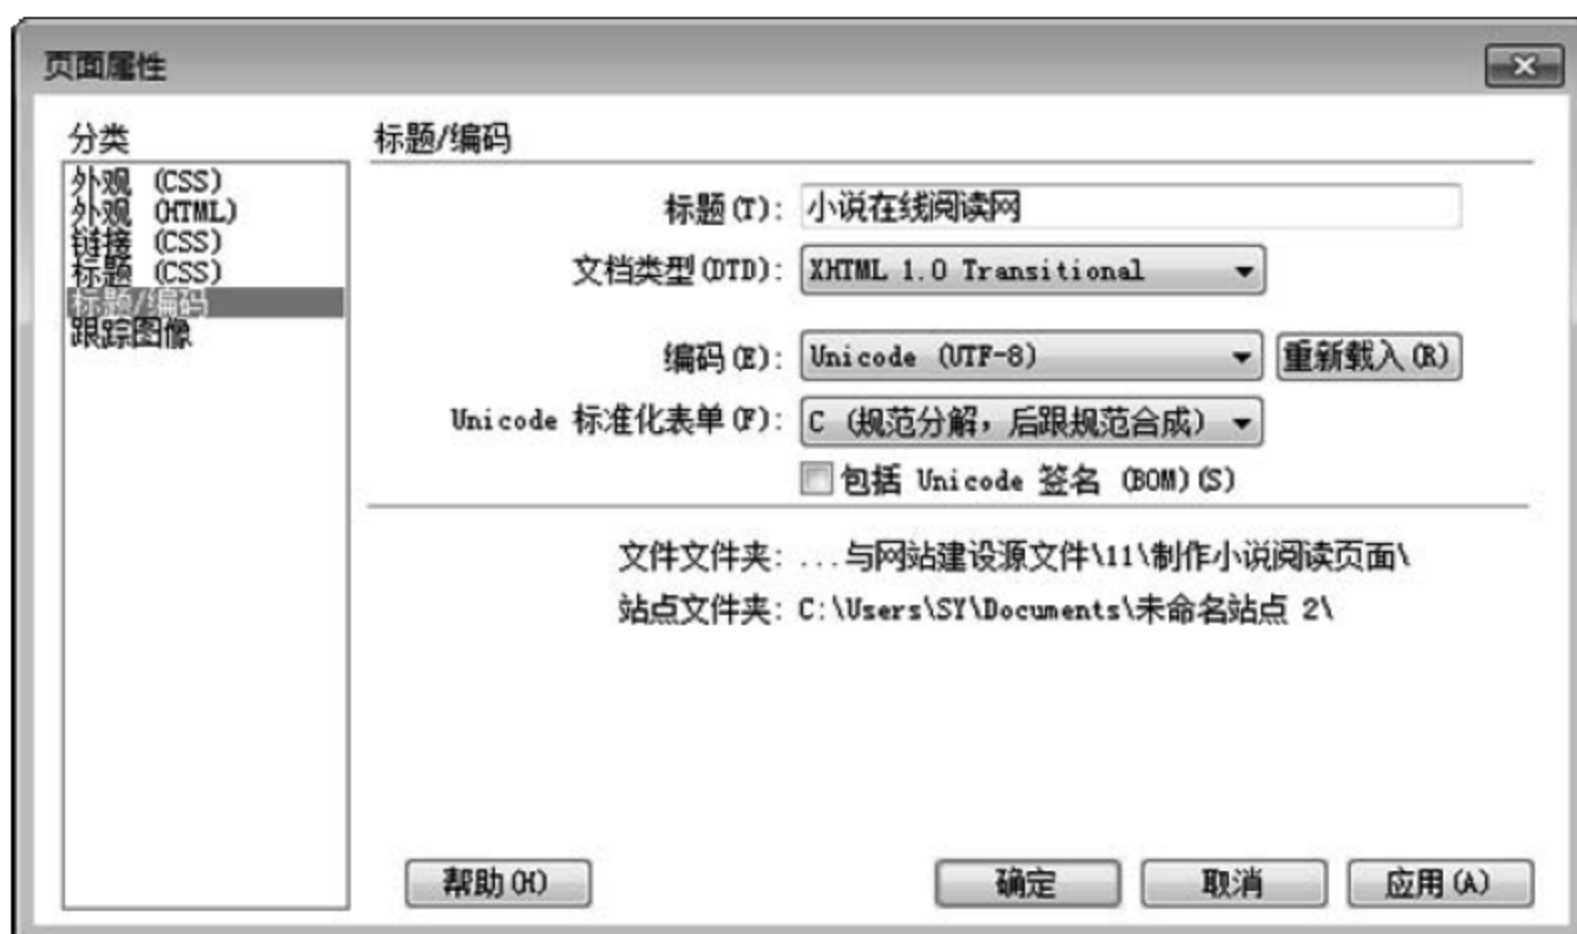 页面属性
分类
外观 (CSS)
外观 (HTML)
链接 (CSS)
标题 (CSS)
标题/编码
跟踪图像
标题/编码
标题(T): 小说在线阅读网
文档类型(DTD): XHTML 1.0 Transitional
编码(E): Unicode (UTF-8) 重新载入(R)
Unicode 标准化表单(F): C (规范分解，后跟规范合成)
包括 Unicode 签名 (BOM)(S)
文件文件夹: ...与网站建设源文件\11\制作小说阅读页面\
站点文件夹: C:\Users\SY\Documents\未命名站点 2\
帮助(H) 确定 取消 应用(A)